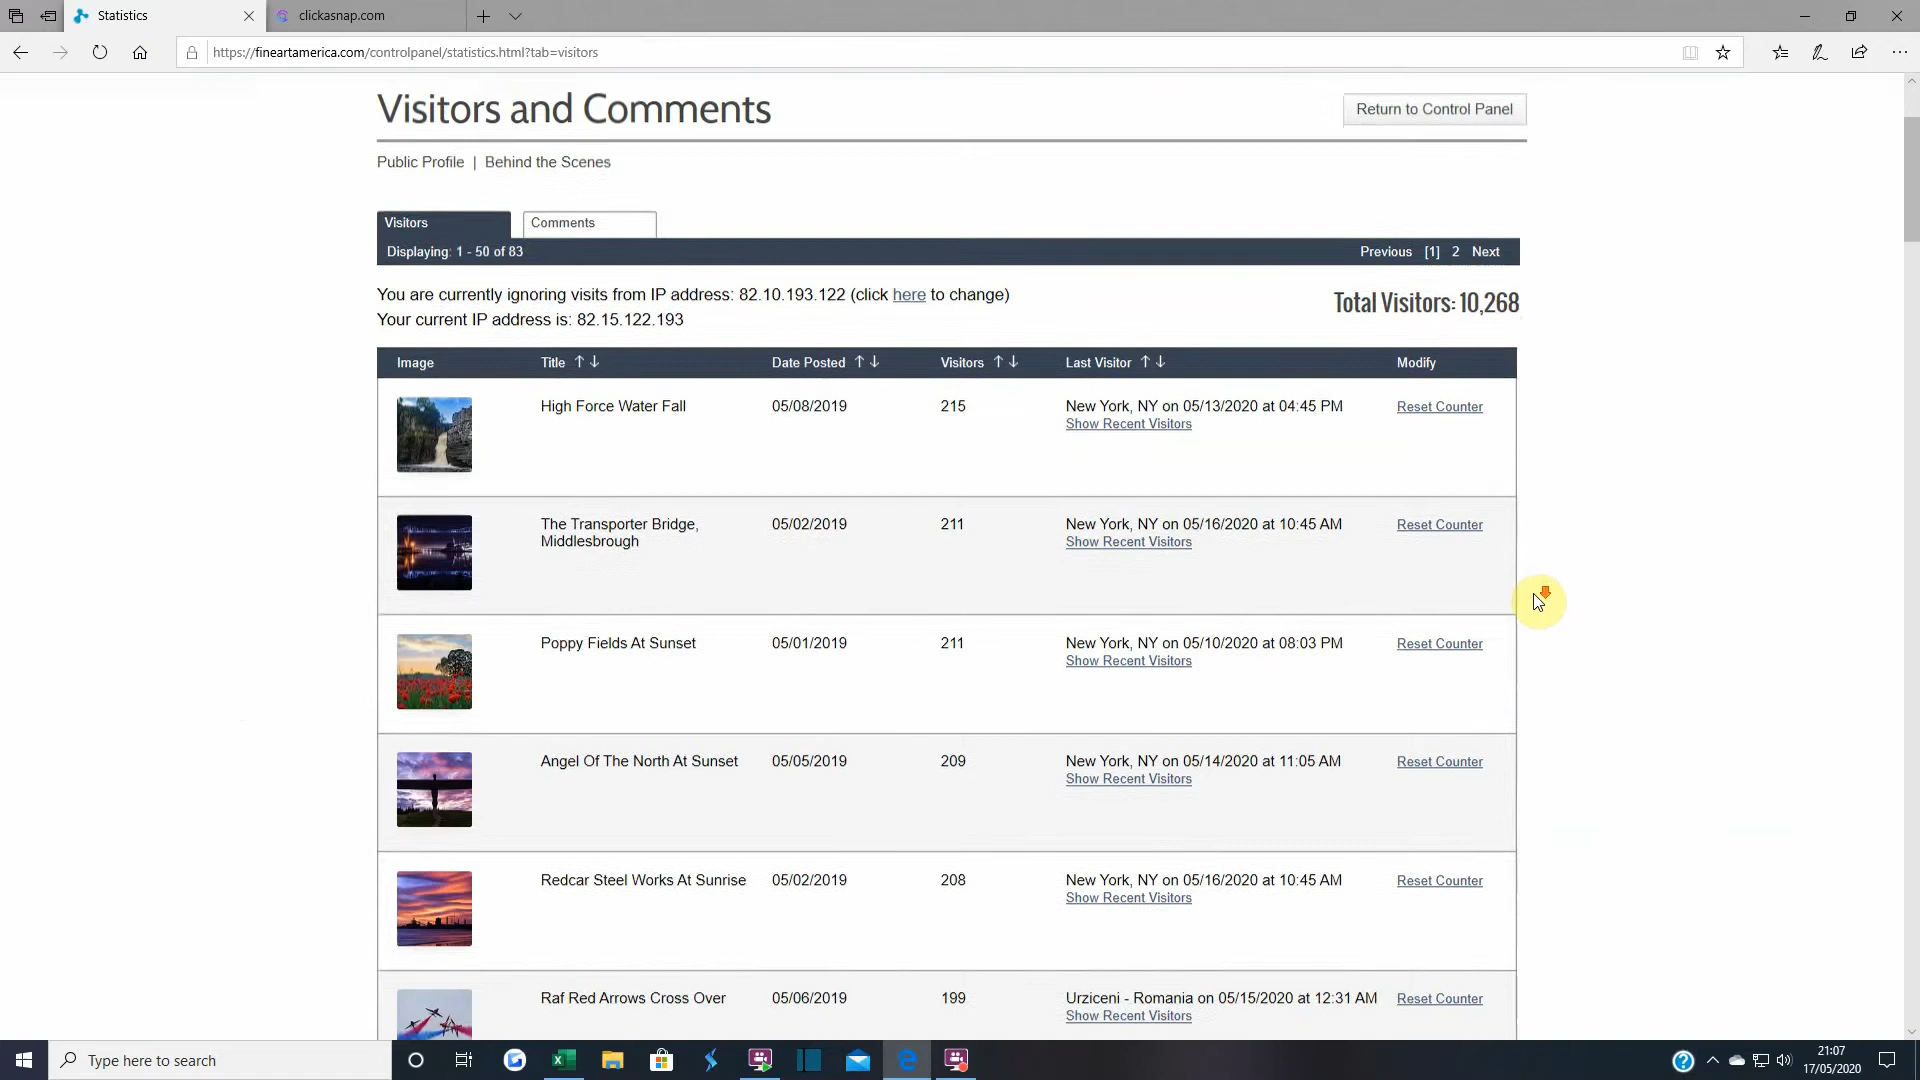 Statistics
clickasnap.com
https://fineartamerica.com/controlpanel/statistics.html?tab=visitors
Visitors and Comments
Return to Control Panel
Public Profile | Behind the Scenes
Visitors
Comments
Displaying: 1 - 50 of 83
Previous [1] 2 Next
You are currently ignoring visits from IP address: 82.10.193.122 (click here to change)
Total Visitors: 10,268
Your current IP address is: 82.15.122.193
Image Title Date Posted Visitors Last Visitor Modify
High Force Water Fall 05/08/2019 215 New York, NY on 05/13/2020 at 04:45 PM Reset Counter
Show Recent Visitors
The Transporter Bridge, 05/02/2019 211 New York, NY on 05/16/2020 at 10:45 AM Reset Counter
Middlesbrough Show Recent Visitors
Poppy Fields At Sunset 05/01/2019 211 New York, NY on 05/10/2020 at 08:03 PM Reset Counter
Show Recent Visitors
Angel Of The North At Sunset 05/05/2019 209 New York, NY on 05/14/2020 at 11:05 AM Reset Counter
Show Recent Visitors
Redcar Steel Works At Sunrise 05/02/2019 208 New York, NY on 05/16/2020 at 10:45 AM Reset Counter
Show Recent Visitors
Raf Red Arrows Cross Over 05/06/2019 199 Urziceni - Romania on 05/15/2020 at 12:31 AM Reset Counter
Show Recent Visitors
Type here to search
21:07
17/05/2020